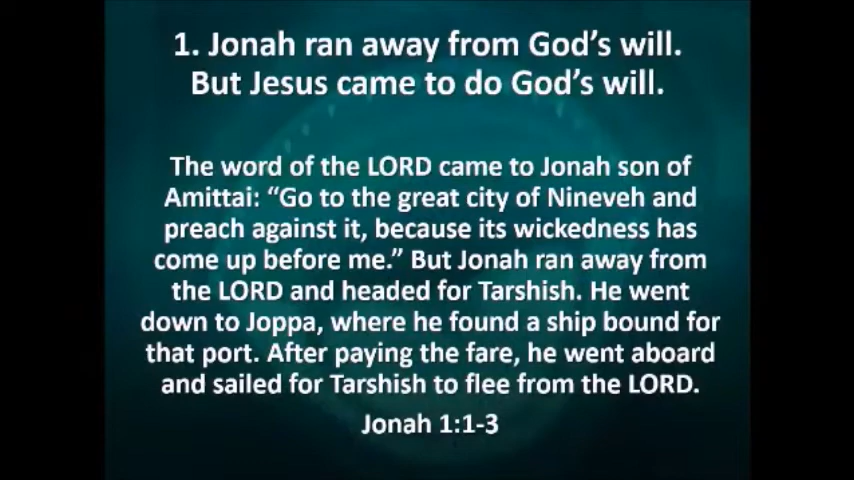 1. Jonah ran away from God’s will.
But Jesus came to do God’s will.
The word of the LORD came to Jonah son of
Amittai: “Go to the great city of Nineveh and
preach against it, because its wickedness has
come up before me.” But Jonah ran away from
the LORD and headed for Tarshish. He went
down to Joppa, where he found a ship bound for
that port. After paying the fare, he went aboard
and sailed for Tarshish to flee from the LORD.
Jonah 1:1-3